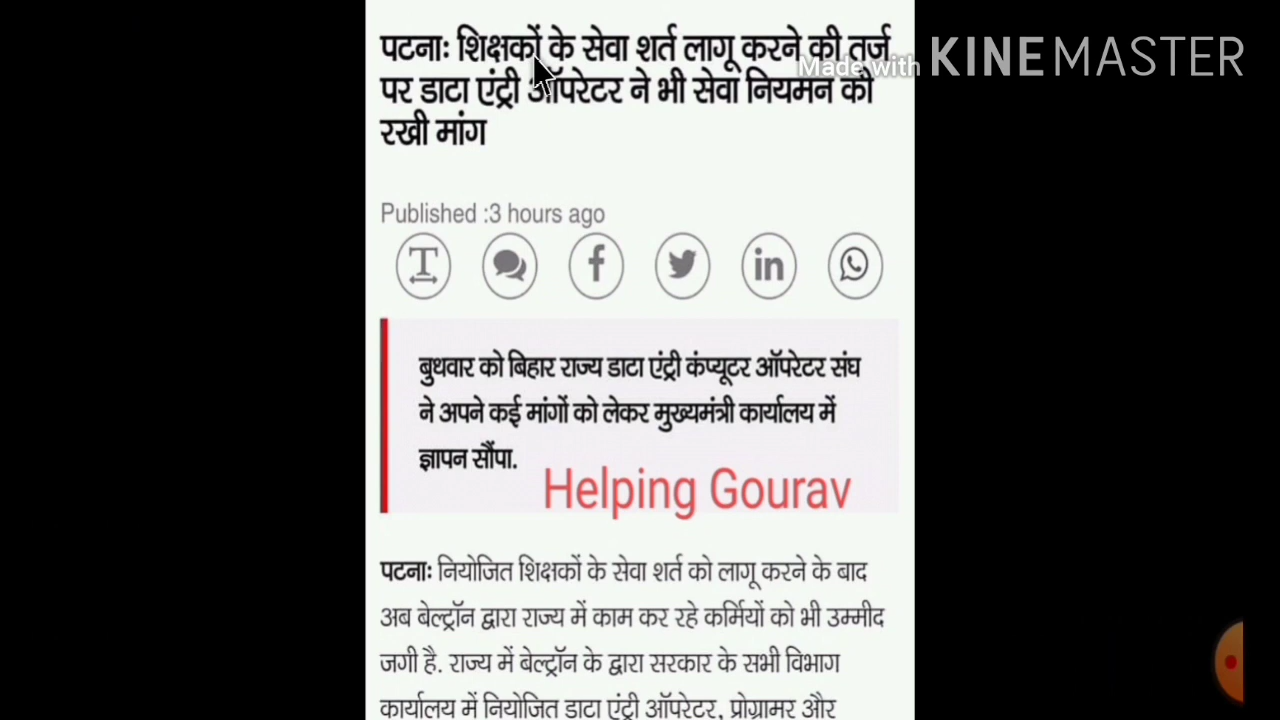 पटनाः शिक्षकों के सेवा शर्त लागू करने की तर्ज
पर डाटा एंट्री ऑपरेटर ने भी सेवा नियमन को
रखी मांग
Made with KINEMASTER
Published :3 hours ago
बुधवार को बिहार राज्य डाटा एंट्री कंप्यूटर ऑपरेटर संघ
ने अपने कई मांगों को लेकर मुख्यमंत्री कार्यालय में
ज्ञापन सौंपा.
Helping Gourav
पटनाः नियोजित शिक्षकों के सेवा शर्त को लागू करने के बाद
अब बेल्ट्रॉन द्वारा राज्य में काम कर रहे कर्मियों को भी उम्मीद
जगी है. राज्य में बेल्ट्रॉन के द्वारा सरकार के सभी विभाग
कार्यालय में नियोजित डाटा एंट्री ऑपरेटर, प्रोग्रामर और